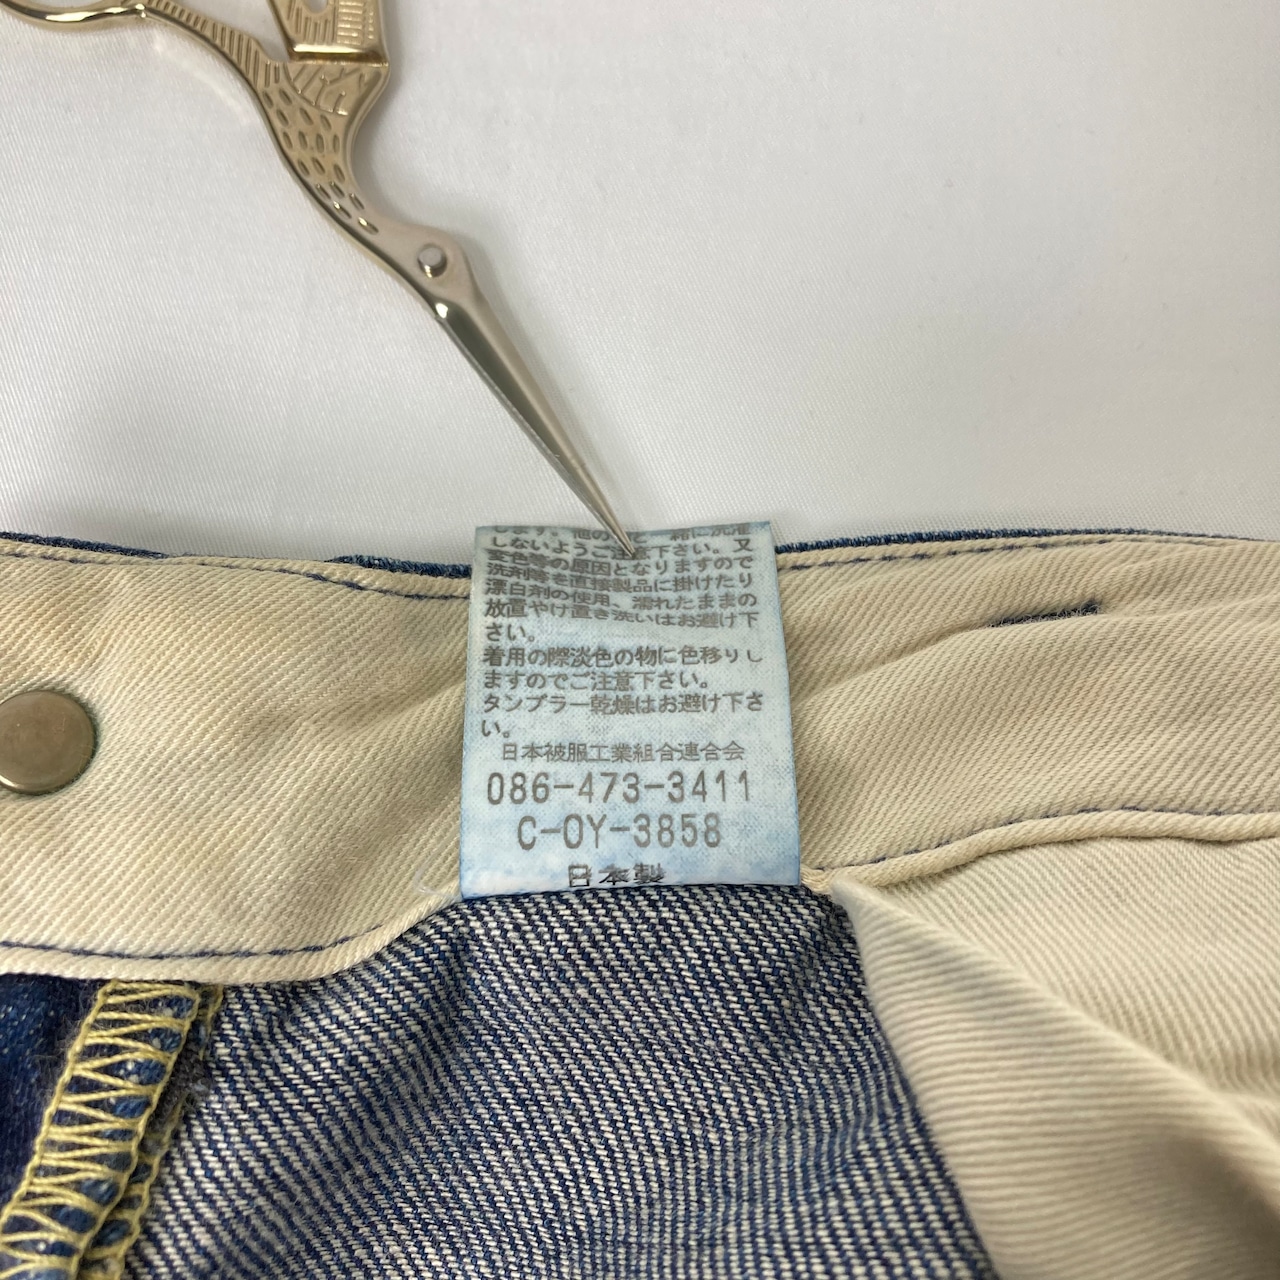 します。他の
しないようご注意下さい。又
変色等の原因となりますので
洗剤等を直接製品に掛けたり
漂白剤の使用、濡れたままの
放置やけ置き洗いはお避け下
さい。
着用の際淡色の物に色移りし
ますのでご注意下さい。
タンブラー乾燥はお避け下さ
い。
日本被服工業組合連合会
086-473-3411
C-OY-3858
日本製